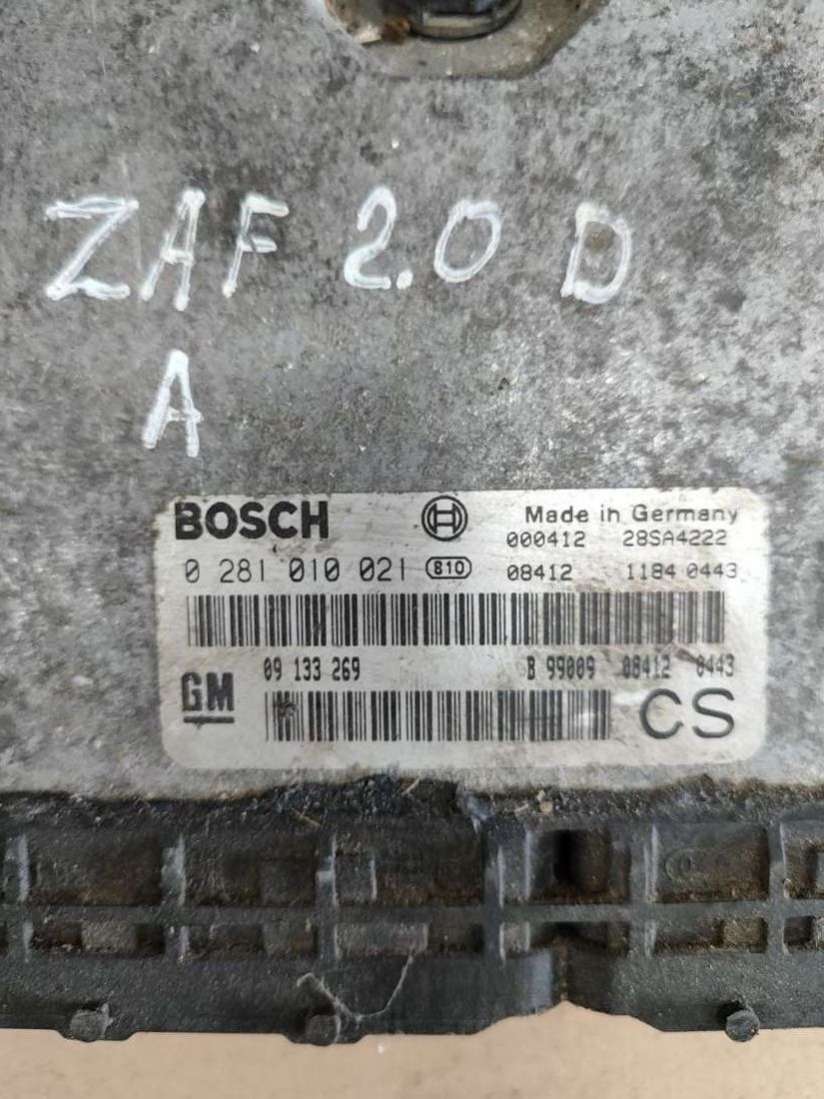 ZAF 2.0 D
A
BOSCH Made in Germany
000412 28SA4222
0 281 010 021 B10 08412 1184 0443
09 133 269 B 99009 08412 0443
GM CS